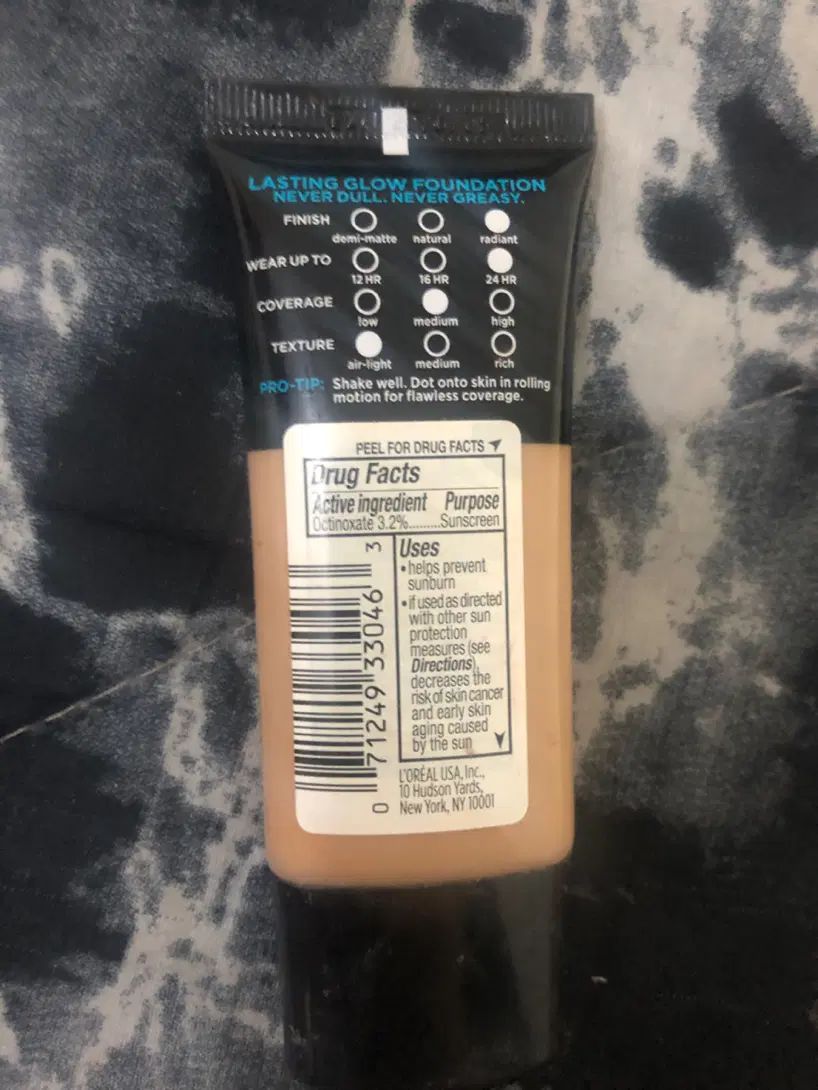 LASTING GLOW FOUNDATION
NEVER DULL. NEVER GREASY.
FINISH
demi-matte natural radiant
WEAR UP TO
12 HR 16 HR 24 HR
COVERAGE
low medium high
TEXTURE
air-light medium rich
PRO-TIP: Shake well. Dot onto skin in rolling
motion for flawless coverage.
PEEL FOR DRUG FACTS
Drug Facts
Active ingredient Purpose
Octinoxate 3.2%.........Sunscreen
Uses
• helps prevent
sunburn
• if used as directed
with other sun
protection
measures (see
Directions),
decreases the
risk of skin cancer
and early skin
aging caused
by the sun
0 71249 33046 3
L'ORÉAL USA, Inc.,
10 Hudson Yards,
New York, NY 10001